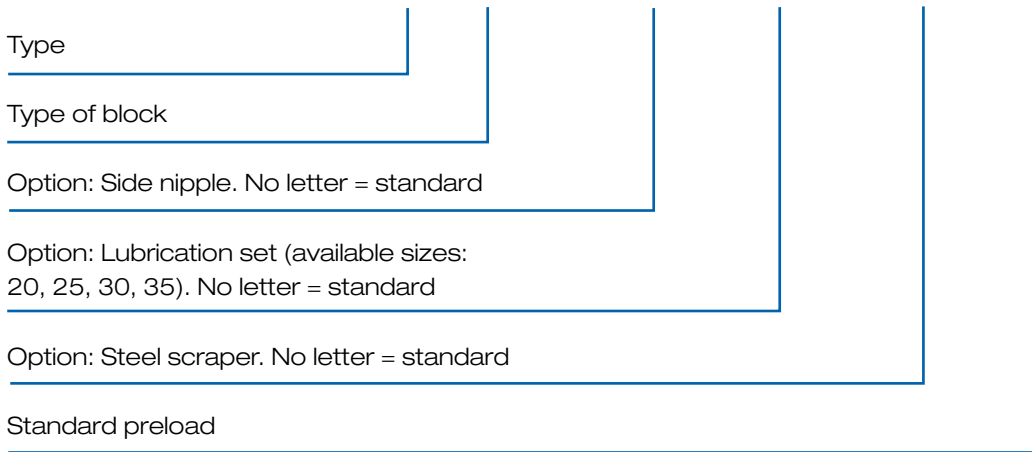 Type
Type of block
Option: Side nipple. No letter = standard
Option: Lubrication set (available sizes:
20, 25, 30, 35). No letter = standard
Option: Steel scraper. No letter = standard
Standard preload